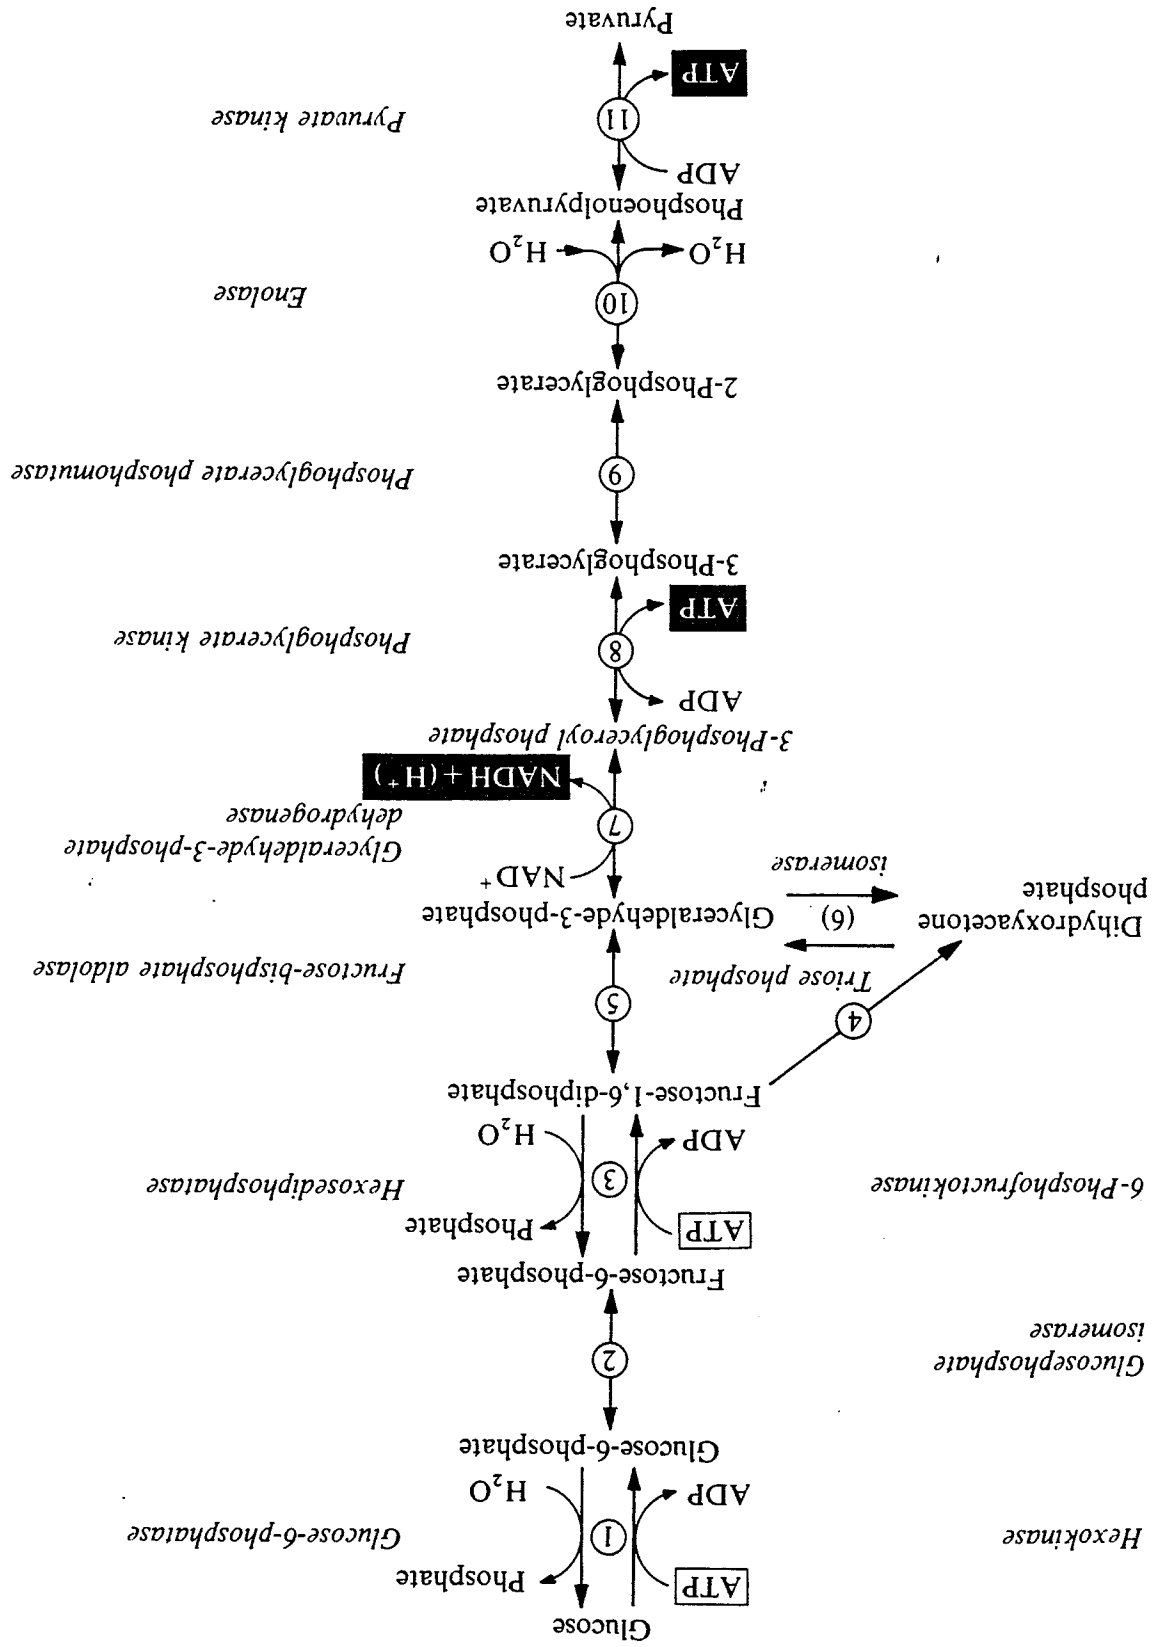 Glucose
Hexokinase
ATP
1
Phosphate
Glucose-6-phosphatase
ADP
H₂O
Glucose-6-phosphate
Glucosephosphate
isomerase
2
Fructose-6-phosphate
6-Phosphofructokinase
ATP
3
Phosphate
Hexosediphosphatase
ADP
H₂O
Fructose-1,6-diphosphate
4
5
Fructose-bisphosphate aldolase
Triose phosphate
(6)
isomerase
Dihydroxyacetone
phosphate
Glyceraldehyde-3-phosphate
NAD⁺
7
Glyceraldehyde-3-phosphate
dehydrogenase
NADH + (H⁺)
3-Phosphoglyceroyl phosphate
ADP
8
Phosphoglycerate kinase
ATP
3-Phosphoglycerate
9
Phosphoglycerate phosphomutase
2-Phosphoglycerate
10
Enolase
H₂O
H₂O
Phosphoenolpyruvate
ADP
11
Pyruvate kinase
ATP
Pyruvate